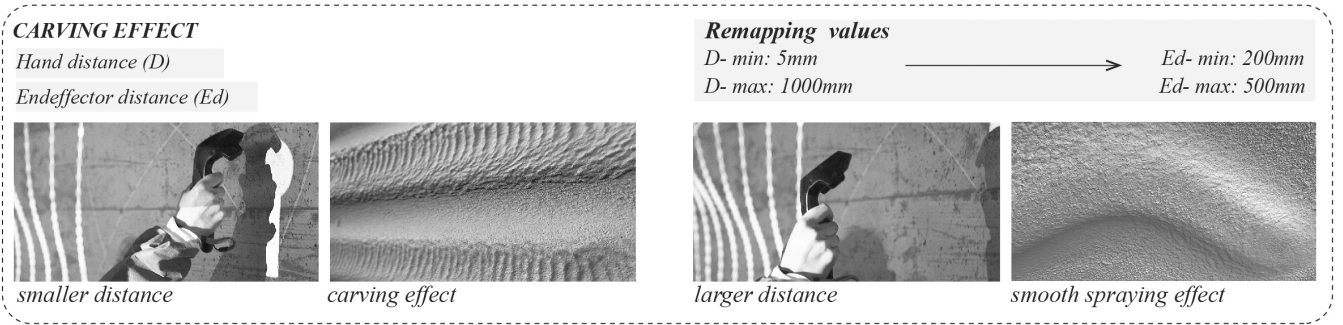 CARVING EFFECT
Hand distance (D)
Endeffector distance (Ed)
Remapping values
D- min: 5mm
Ed- min: 200mm
D- max: 1000mm
Ed- max: 500mm
smaller distance
carving effect
larger distance
smooth spraying effect